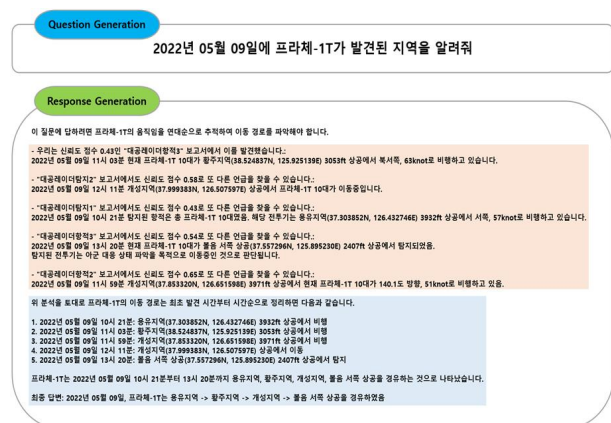 Question Generation
2022년 05월 09일에 프라체-1T가 발견된 지역을 알려줘
Response Generation
이 질문에 답하려면 프라체-1T의 움직임을 연대순으로 추적하여 이동 경로를 파악해야 합니다.
- 우리는 신뢰도 점수 0.43인 "대공레이더항적3" 보고서에서 이를 발견했습니다.:
2022년 05월 09일 11시 03분 현재 프라체-1T 10대가 황주지역(38.524837N, 125.925139E) 3053ft 상공에서 북서쪽, 63knot로 비행하고 있습니다.
- "대공레이더탐지2" 보고서에서도 신뢰도 점수 0.58로 또 다른 언급을 찾을 수 있습니다.:
2022년 05월 09일 12시 11분 개성지역(37.999383N, 126.507597E) 상공에서 프라체-1T 10대가 이동중입니다.
- "대공레이더탐지1" 보고서에서도 신뢰도 점수 0.43로 또 다른 언급을 찾을 수 있습니다.:
2022년 05월 09일 10시 21분 탐지된 항적은 총 프라체-1T 10대였음. 해당 전투기는 용유지역(37.303852N, 126.432746E) 3932ft 상공에서 서쪽, 57knot로 비행하고 있습니다.
- "대공레이더항적3" 보고서에서도 신뢰도 점수 0.54로 또 다른 언급을 찾을 수 있습니다.:
2022년 05월 09일 13시 20분 현재 프라체-1T 10대가 볼음 서쪽 상공(37.557296N, 125.895230E) 2407ft 상공에서 탐지되었음.
탐지된 전투기는 아군 대응 상태 파악을 목적으로 이동중인 것으로 판단됩니다.
- "대공레이더항적2" 보고서에서도 신뢰도 점수 0.65로 또 다른 언급을 찾을 수 있습니다.:
2022년 05월 09일 11시 59분 개성지역(37.853320N, 126.651598E) 3971ft 상공에서 현재 프라체-1T 10대가 140.1도 방향, 51knot로 비행하고 있음.
위 분석을 토대로 프라체-1T의 이동 경로는 최초 발견 시간부터 시간순으로 정리하면 다음과 같습니다.
1. 2022년 05월 09일 10시 21분: 용유지역(37.303852N, 126.432746E) 3932ft 상공에서 비행
2. 2022년 05월 09일 11시 03분: 황주지역(38.524837N, 125.925139E) 3053ft 상공에서 비행
3. 2022년 05월 09일 11시 59분: 개성지역(37.853320N, 126.651598E) 3971ft 상공에서 비행
4. 2022년 05월 09일 12시 11분: 개성지역(37.999383N, 126.507597E) 상공에서 이동
5. 2022년 05월 09일 13시 20분: 볼음 서쪽 상공(37.557296N, 125.895230E) 2407ft 상공에서 탐지
프라체-1T는 2022년 05월 09일 10시 21분부터 13시 20분까지 용유지역, 황주지역, 개성지역, 볼음 서쪽 상공을 경유하는 것으로 나타났습니다.
최종 답변: 2022년 05월 09일, 프라체-1T는 용유지역 -> 황주지역 -> 개성지역 -> 볼음 서쪽 상공을 경유하였음